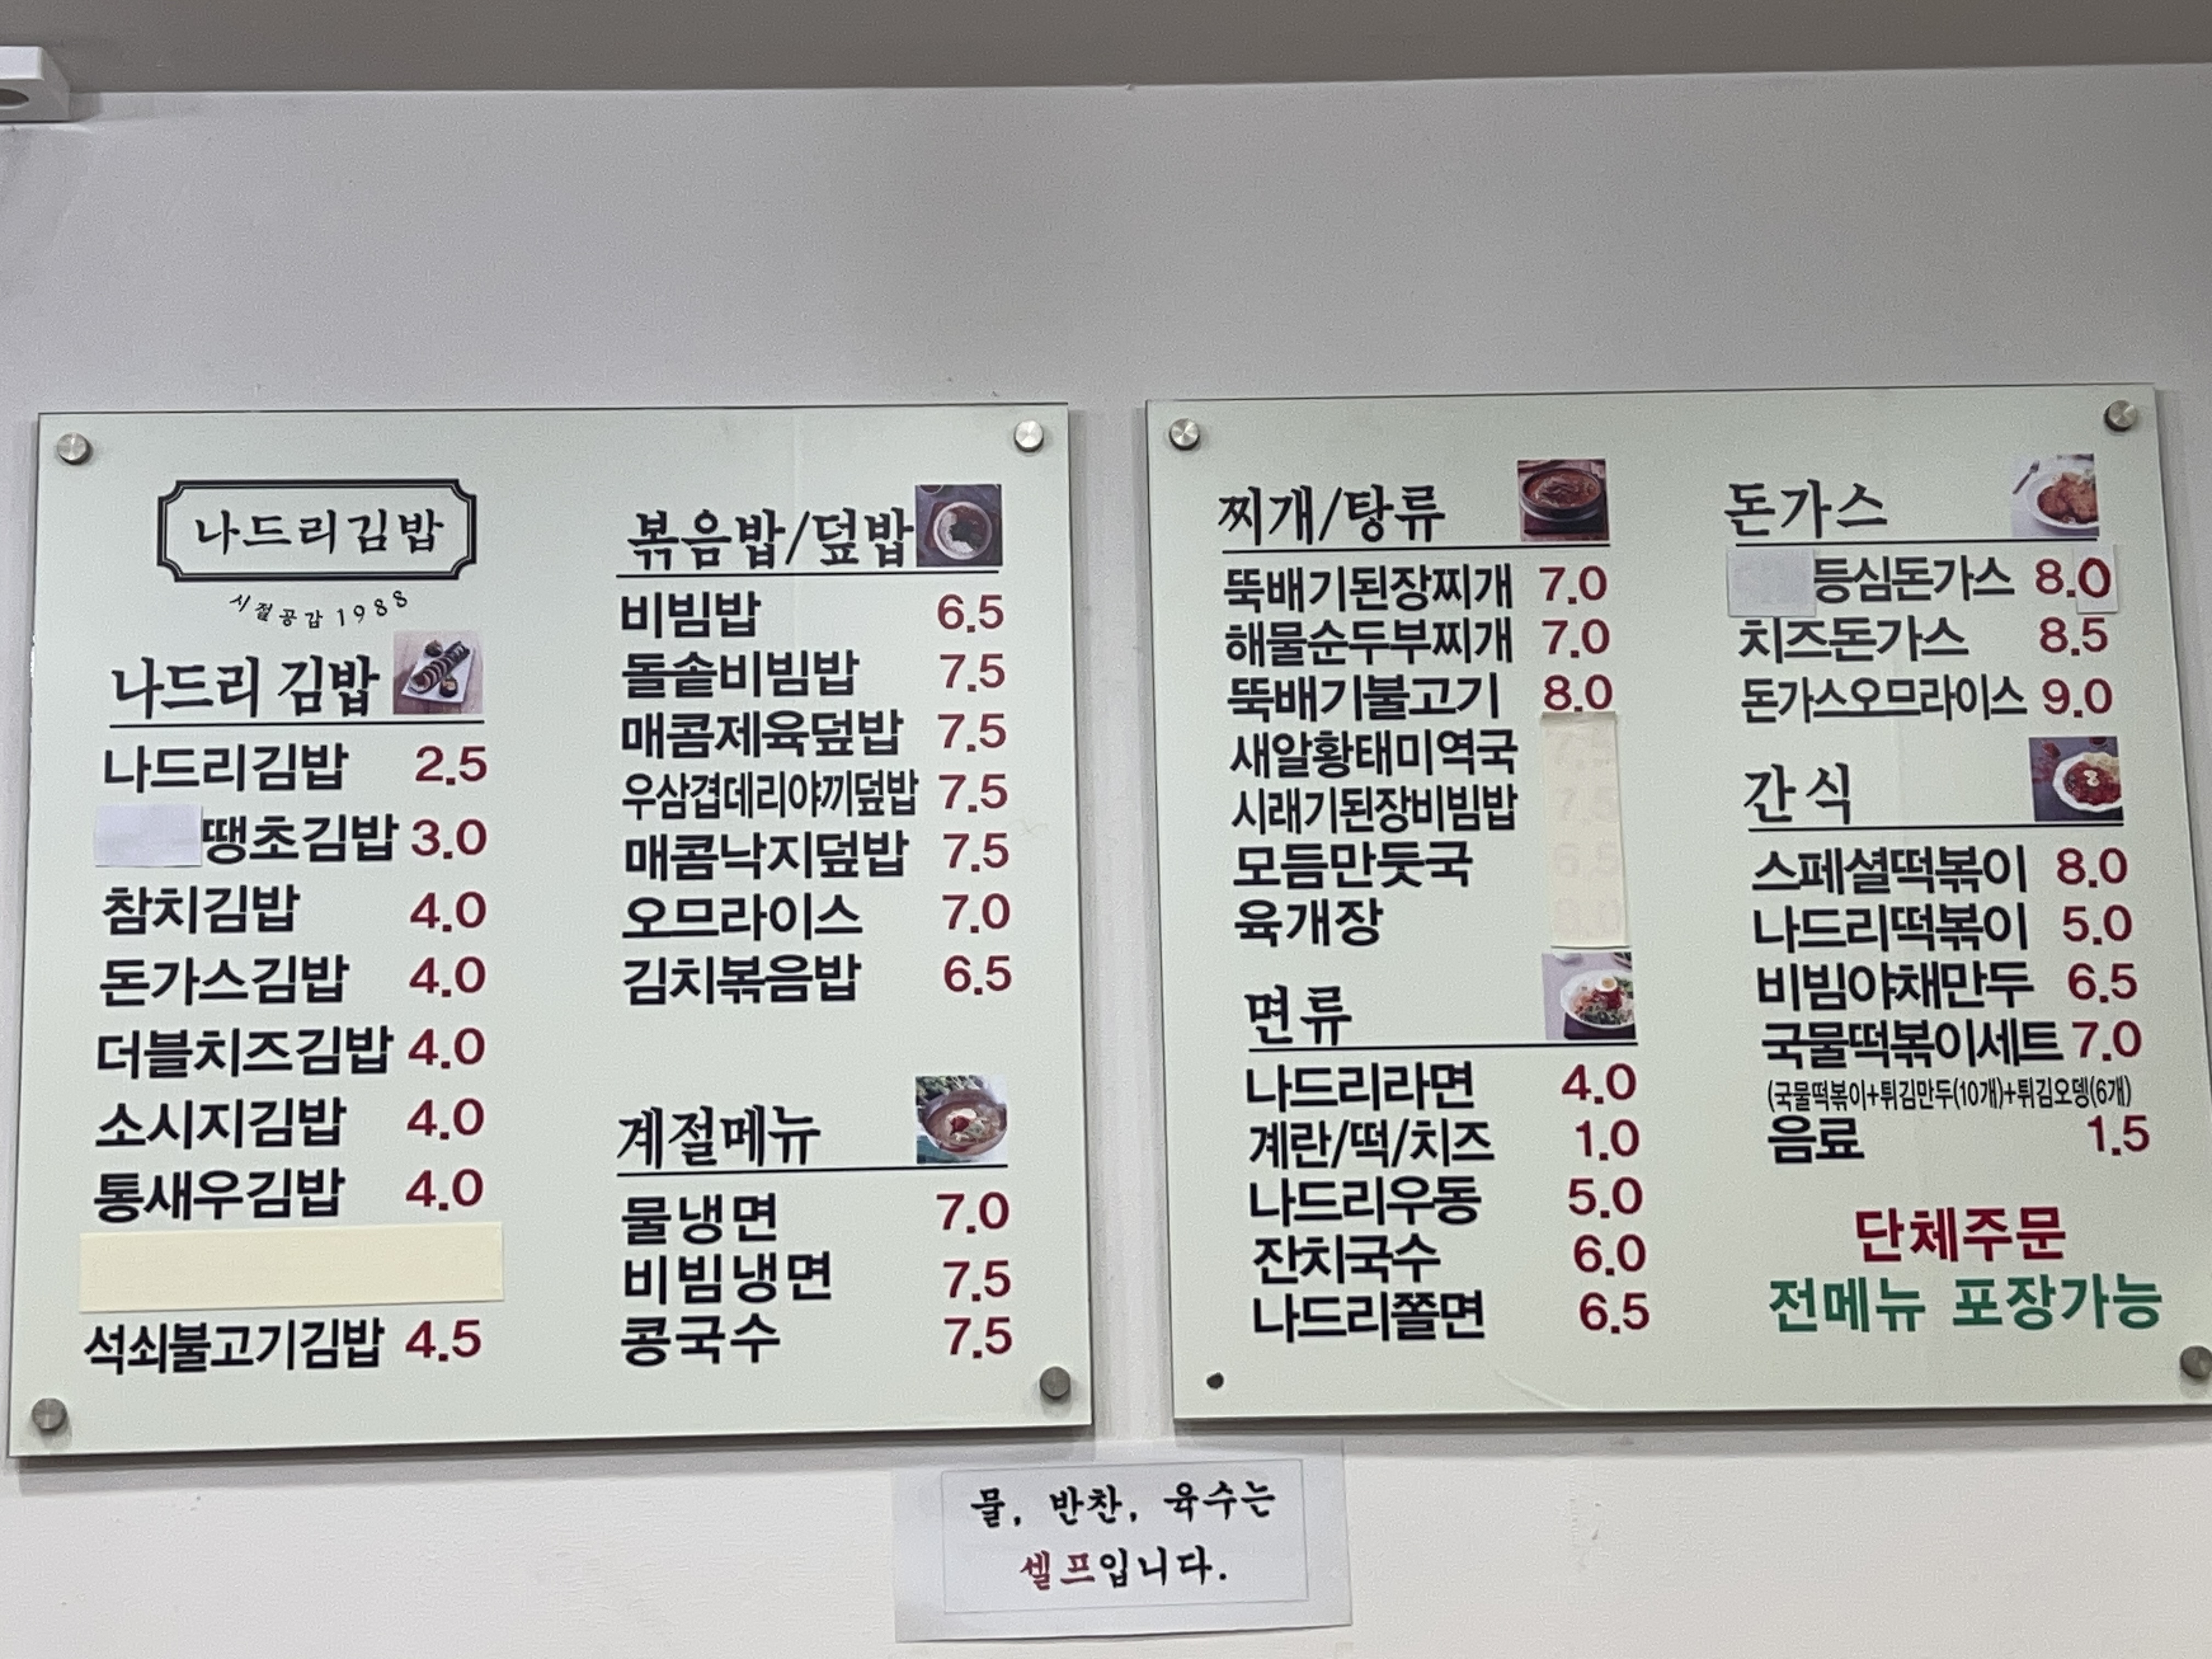 나드리김밥
시절공감 1988
나드리 김밥
나드리김밥 2.5
땡초김밥 3.0
참치김밥 4.0
돈가스김밥 4.0
더블치즈김밥 4.0
소시지김밥 4.0
통새우김밥 4.0
석쇠불고기김밥 4.5
볶음밥/덮밥
비빔밥 6.5
돌솥비빔밥 7.5
매콤제육덮밥 7.5
우삼겹데리야끼덮밥 7.5
매콤낙지덮밥 7.5
오므라이스 7.0
김치볶음밥 6.5
계절메뉴
물냉면 7.0
비빔냉면 7.5
콩국수 7.5
찌개/탕류
뚝배기된장찌개 7.0
해물순두부찌개 7.0
뚝배기불고기 8.0
새알황태미역국
시래기된장비빔밥
모듬만둣국
육개장
면류
나드리라면 4.0
계란/떡/치즈 1.0
나드리우동 5.0
잔치국수 6.0
나드리쫄면 6.5
돈가스
등심돈가스 8.0
치즈돈가스 8.5
돈가스오므라이스 9.0
간식
스페셜떡볶이 8.0
나드리떡볶이 5.0
비빔야채만두 6.5
국물떡볶이세트 7.0
(국물떡볶이+튀김만두(10개)+튀김오뎅(6개)
음료 1.5
단체주문
전메뉴 포장가능
물, 반찬, 육수는
셀프입니다.